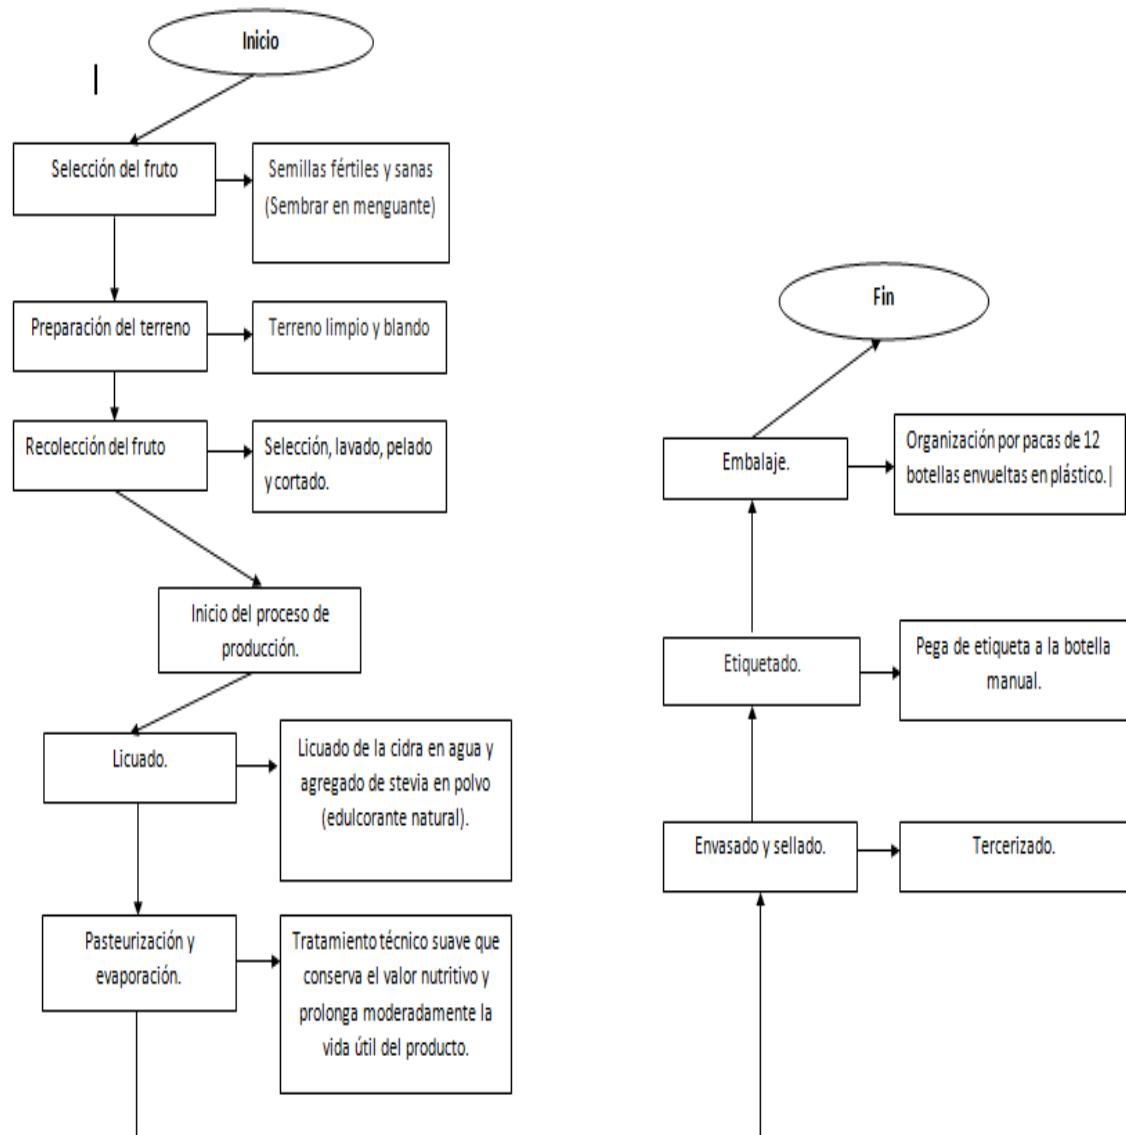 Inicio
Selección del fruto
Semillas fértiles y sanas
(Sembrar en menguante)
Preparación del terreno
Terreno limpio y blando
Recolección del fruto
Selección, lavado, pelado
y cortado.
Inicio del proceso de
producción.
Licuado.
Licuado de la cidra en agua y
agregado de stevia en polvo
(edulcorante natural).
Pasteurización y
evaporación.
Tratamiento técnico suave que
conserva el valor nutritivo y
prolonga moderadamente la
vida útil del producto.
Envasado y sellado.
Tercerizado.
Etiquetado.
Pega de etiqueta a la botella
manual.
Embalaje.
Organización por pacas de 12
botellas envueltas en plástico.
Fin